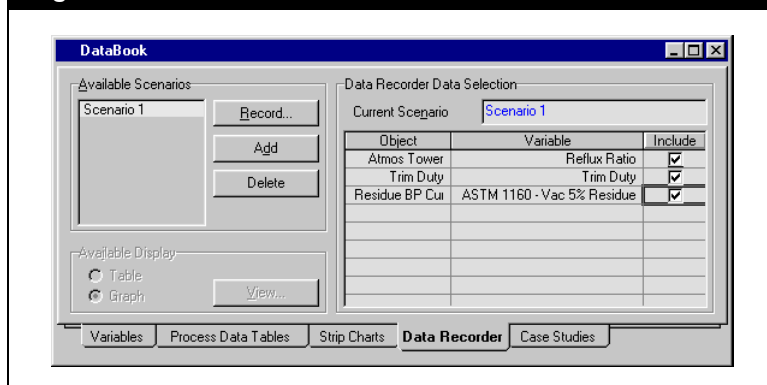 DataBook
Available Scenarios
Scenario 1
Record...
Add
Delete
Available Display
Table
Graph
View...
Data Recorder Data Selection
Current Scenario
Scenario 1
Object Variable Include
Atmos Tower Reflux Ratio
Trim Duty Trim Duty
Residue BP Cur ASTM 1160 - Vac 5% Residue
Variables Process Data Tables Strip Charts Data Recorder Case Studies